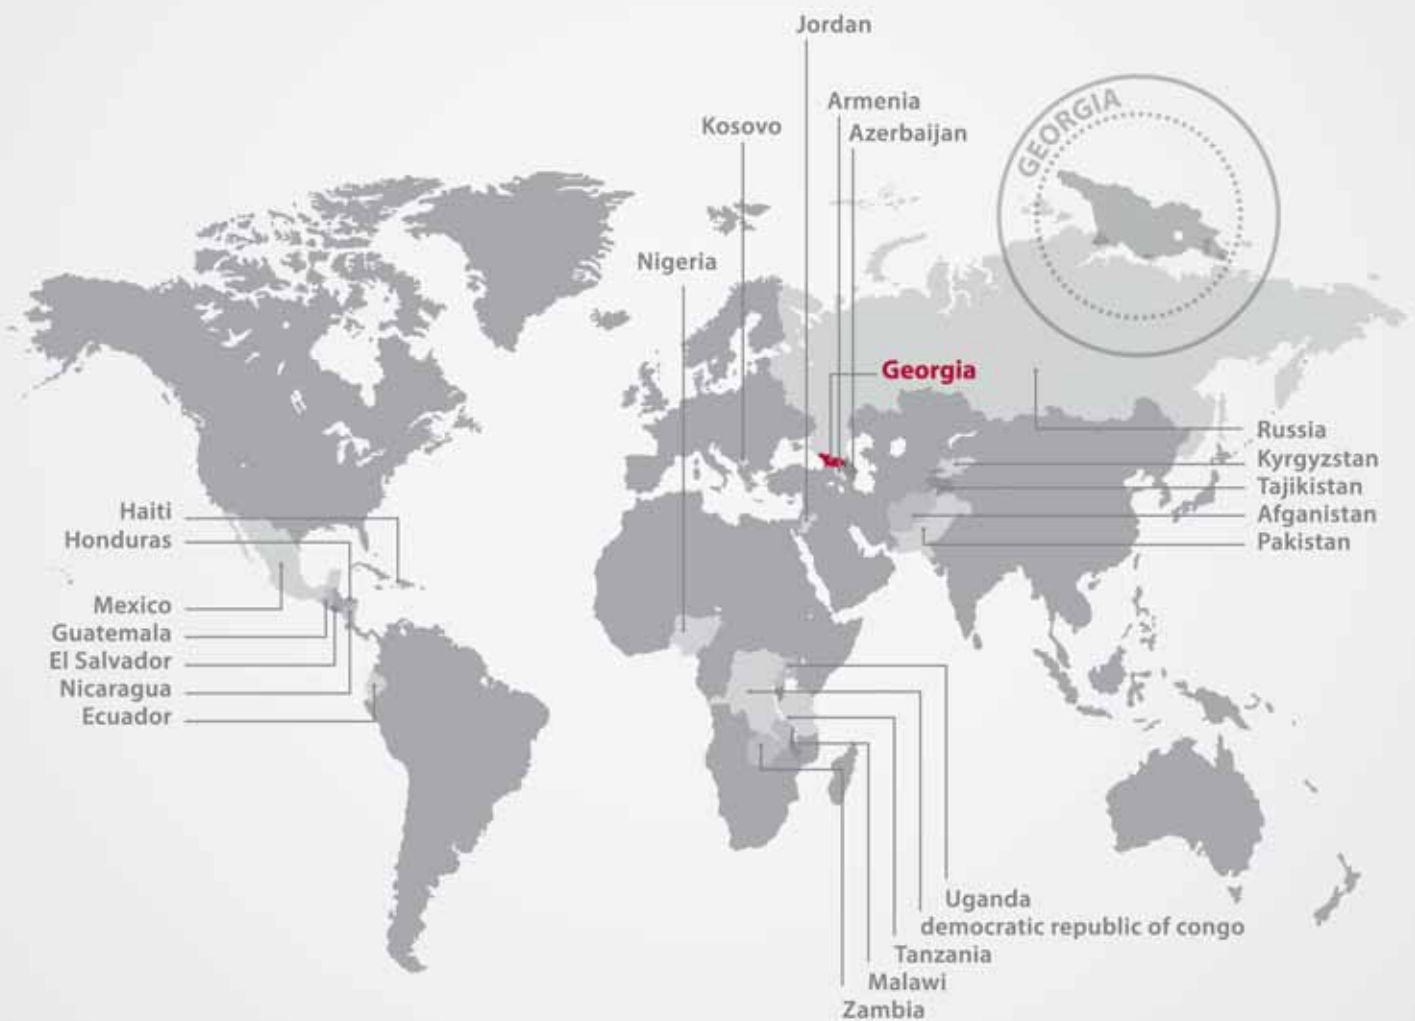 Jordan
Armenia
Kosovo
Azerbaijan
GEORGIA
Nigeria
Georgia
Russia
Kyrgyzstan
Tajikistan
Afganistan
Pakistan
Haiti
Honduras
Mexico
Guatemala
El Salvador
Nicaragua
Ecuador
Uganda
democratic republic of congo
Tanzania
Malawi
Zambia